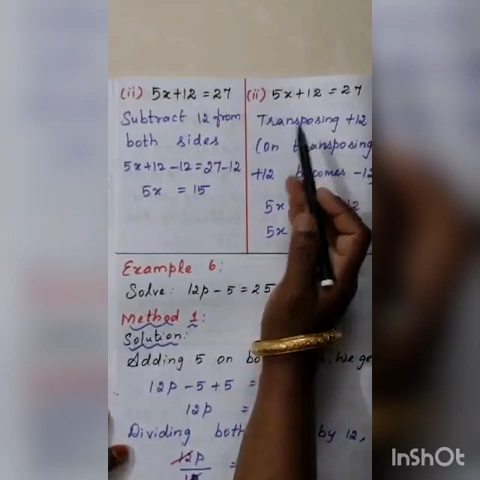 (ii) 5x+12 = 27
Subtract 12 from
both sides
5x+12 -12 = 27-12
5x = 15
(ii) 5x+12 = 27
Transposing +12
(On transposing
+12 becomes -12
5x 12
5x
Example 6:
Solve: 12p - 5 = 25
Method 1:
Solution:
Adding 5 on we ge
12p - 5 + 5 =
12p =
Dividing both by 12,
12p =
InShOt